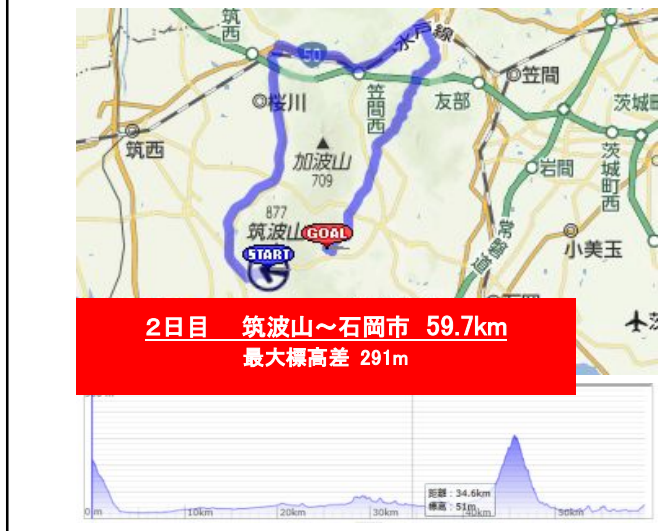 筑西
水戸線
50
笠間
桜川
笠間西
友部
茨城
筑西
加波山
709
岩間
茨城町西
877
筑波山
GOAL
START
常磐道
小美玉
2日目 筑波山～石岡市 59.7km
最大標高差 291m
距離：34.6km
標高：51m
0 m
10km
20km
30km
40km
50km